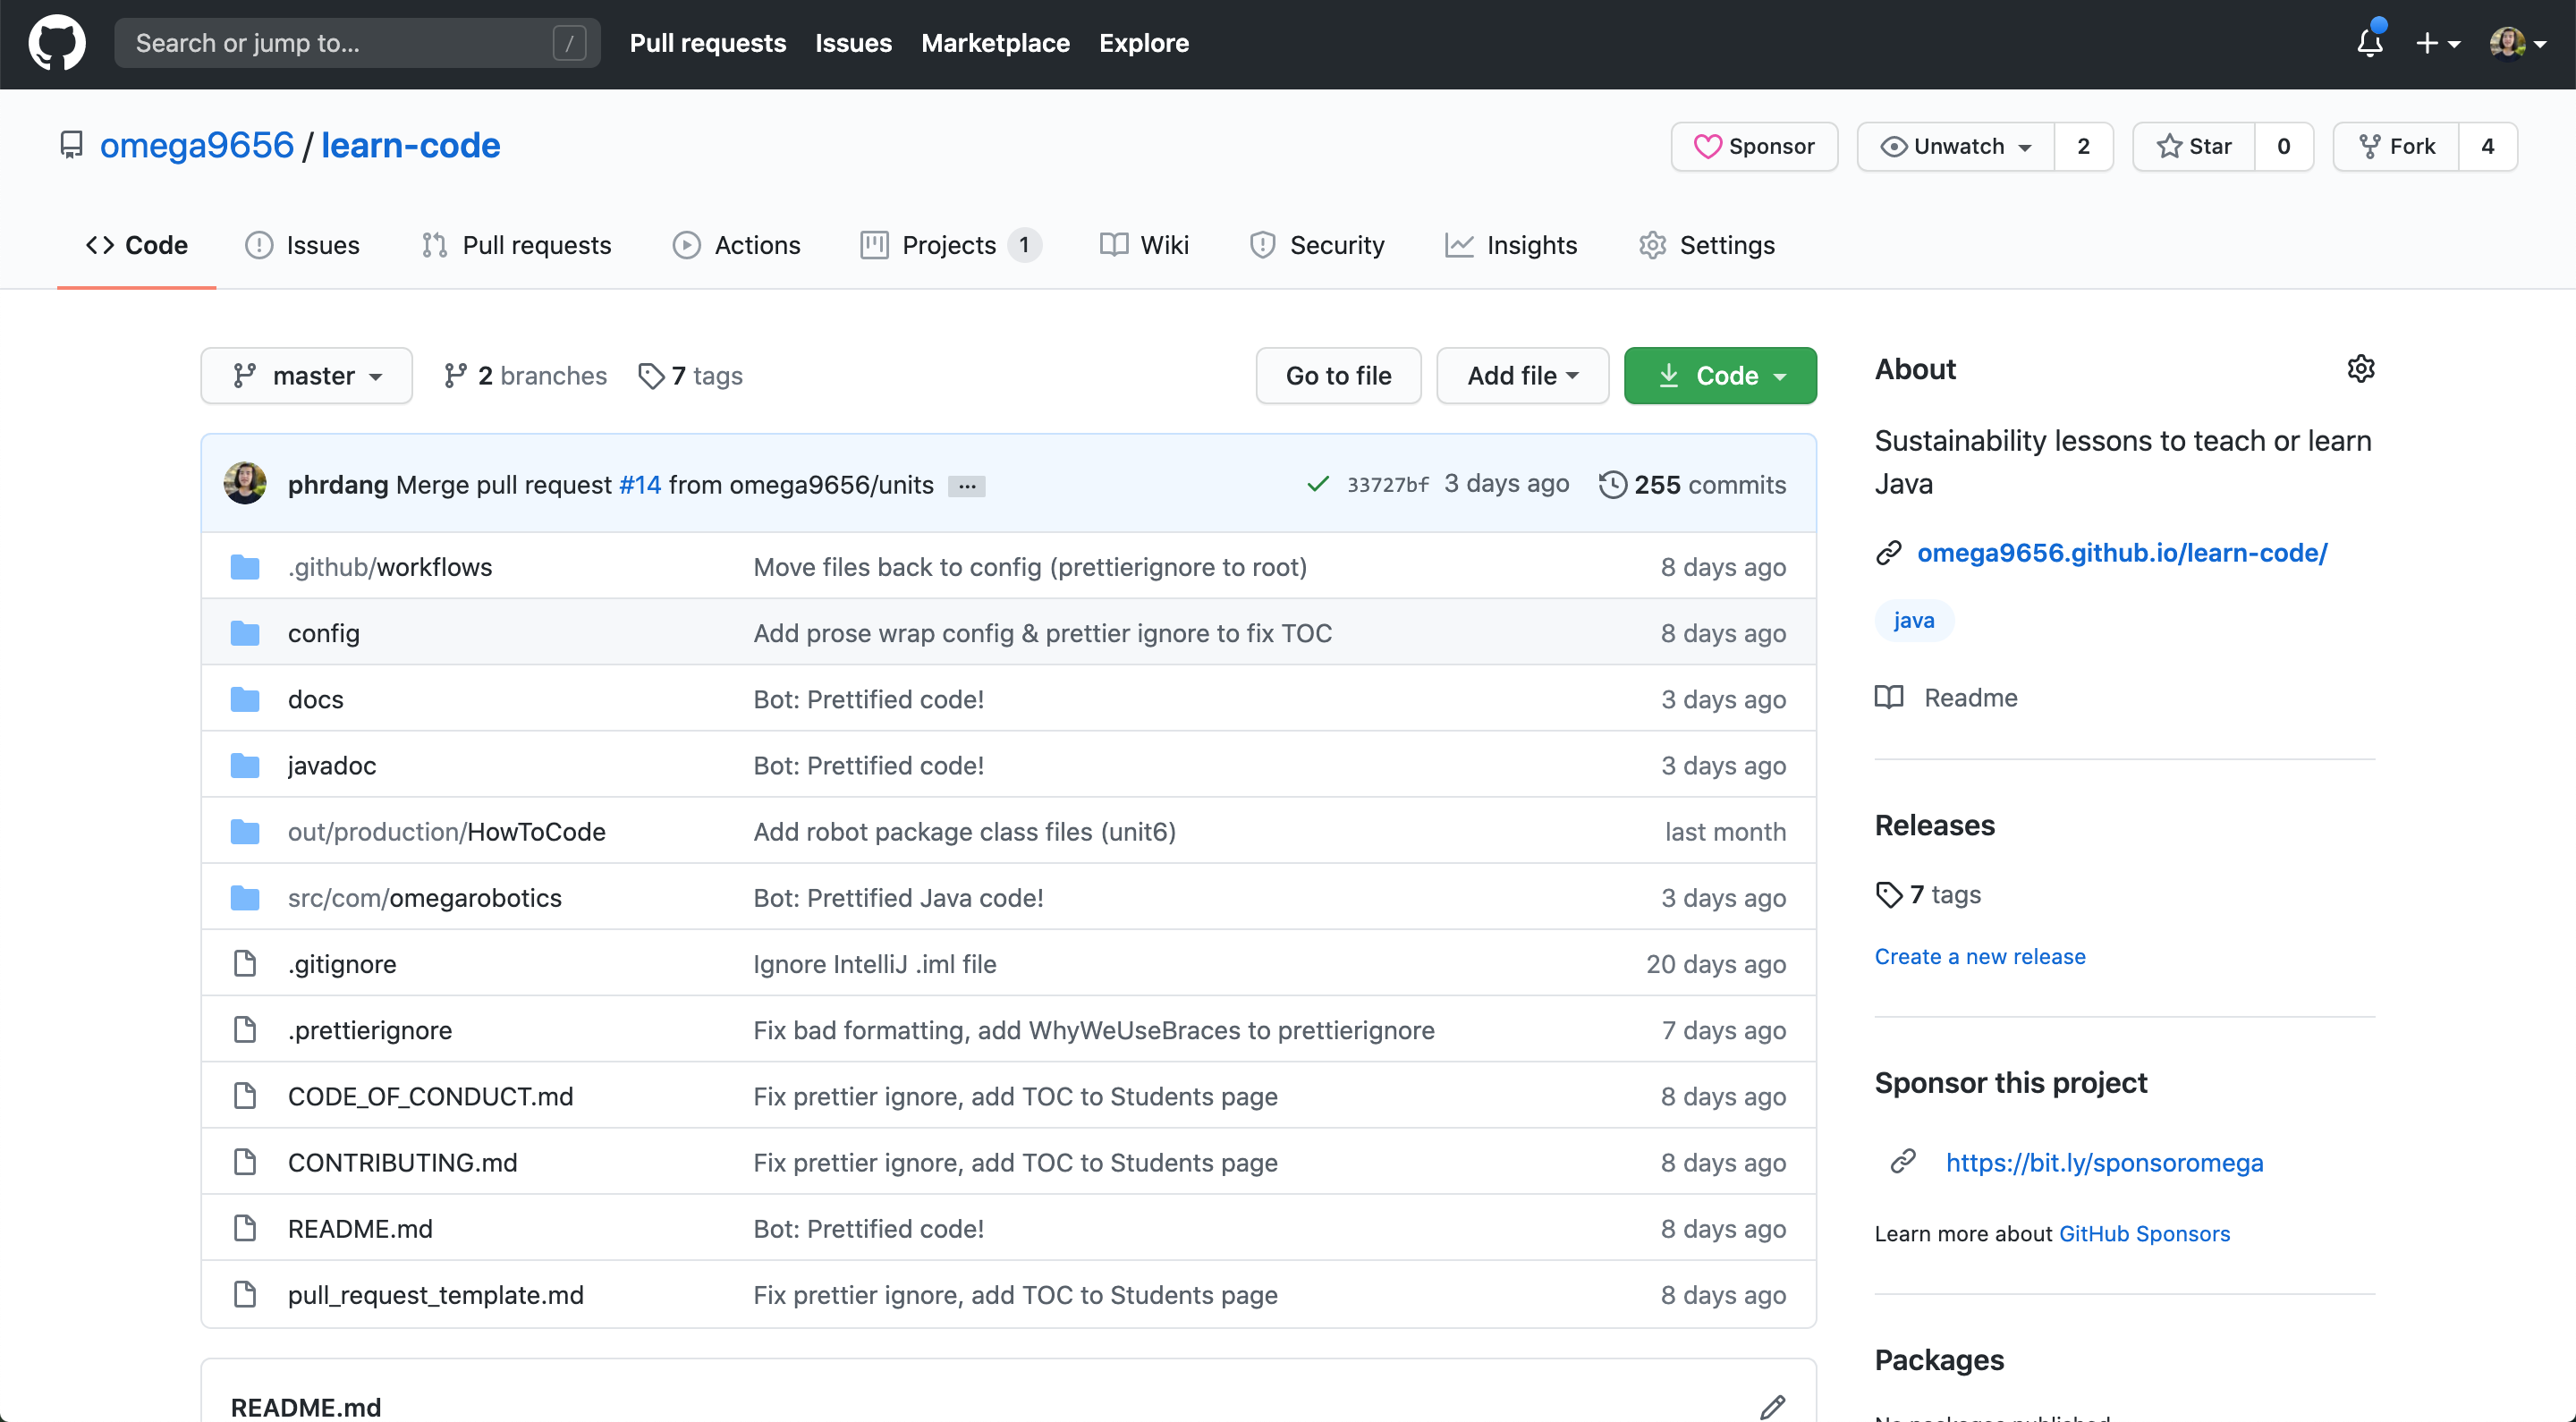 Search or jump to... /
Pull requests Issues Marketplace Explore
omega9656 / learn-code
Sponsor Unwatch 2 Star 0 Fork 4
Code Issues Pull requests Actions Projects 1 Wiki Security Insights Settings
master 2 branches 7 tags Go to file Add file Code
phrdang Merge pull request #14 from omega9656/units ... 33727bf 3 days ago 255 commits
.github/workflows Move files back to config (prettierignore to root) 8 days ago
config Add prose wrap config & prettier ignore to fix TOC 8 days ago
docs Bot: Prettified code! 3 days ago
javadoc Bot: Prettified code! 3 days ago
out/production/HowToCode Add robot package class files (unit6) last month
src/com/omegarobotics Bot: Prettified Java code! 3 days ago
.gitignore Ignore IntelliJ .iml file 20 days ago
.prettierignore Fix bad formatting, add WhyWeUseBraces to prettierignore 7 days ago
CODE_OF_CONDUCT.md Fix prettier ignore, add TOC to Students page 8 days ago
CONTRIBUTING.md Fix prettier ignore, add TOC to Students page 8 days ago
README.md Bot: Prettified code! 8 days ago
pull_request_template.md Fix prettier ignore, add TOC to Students page 8 days ago
README.md
About
Sustainability lessons to teach or learn
Java
omega9656.github.io/learn-code/
java
Readme
Releases
7 tags
Create a new release
Sponsor this project
https://bit.ly/sponsoromega
Learn more about GitHub Sponsors
Packages